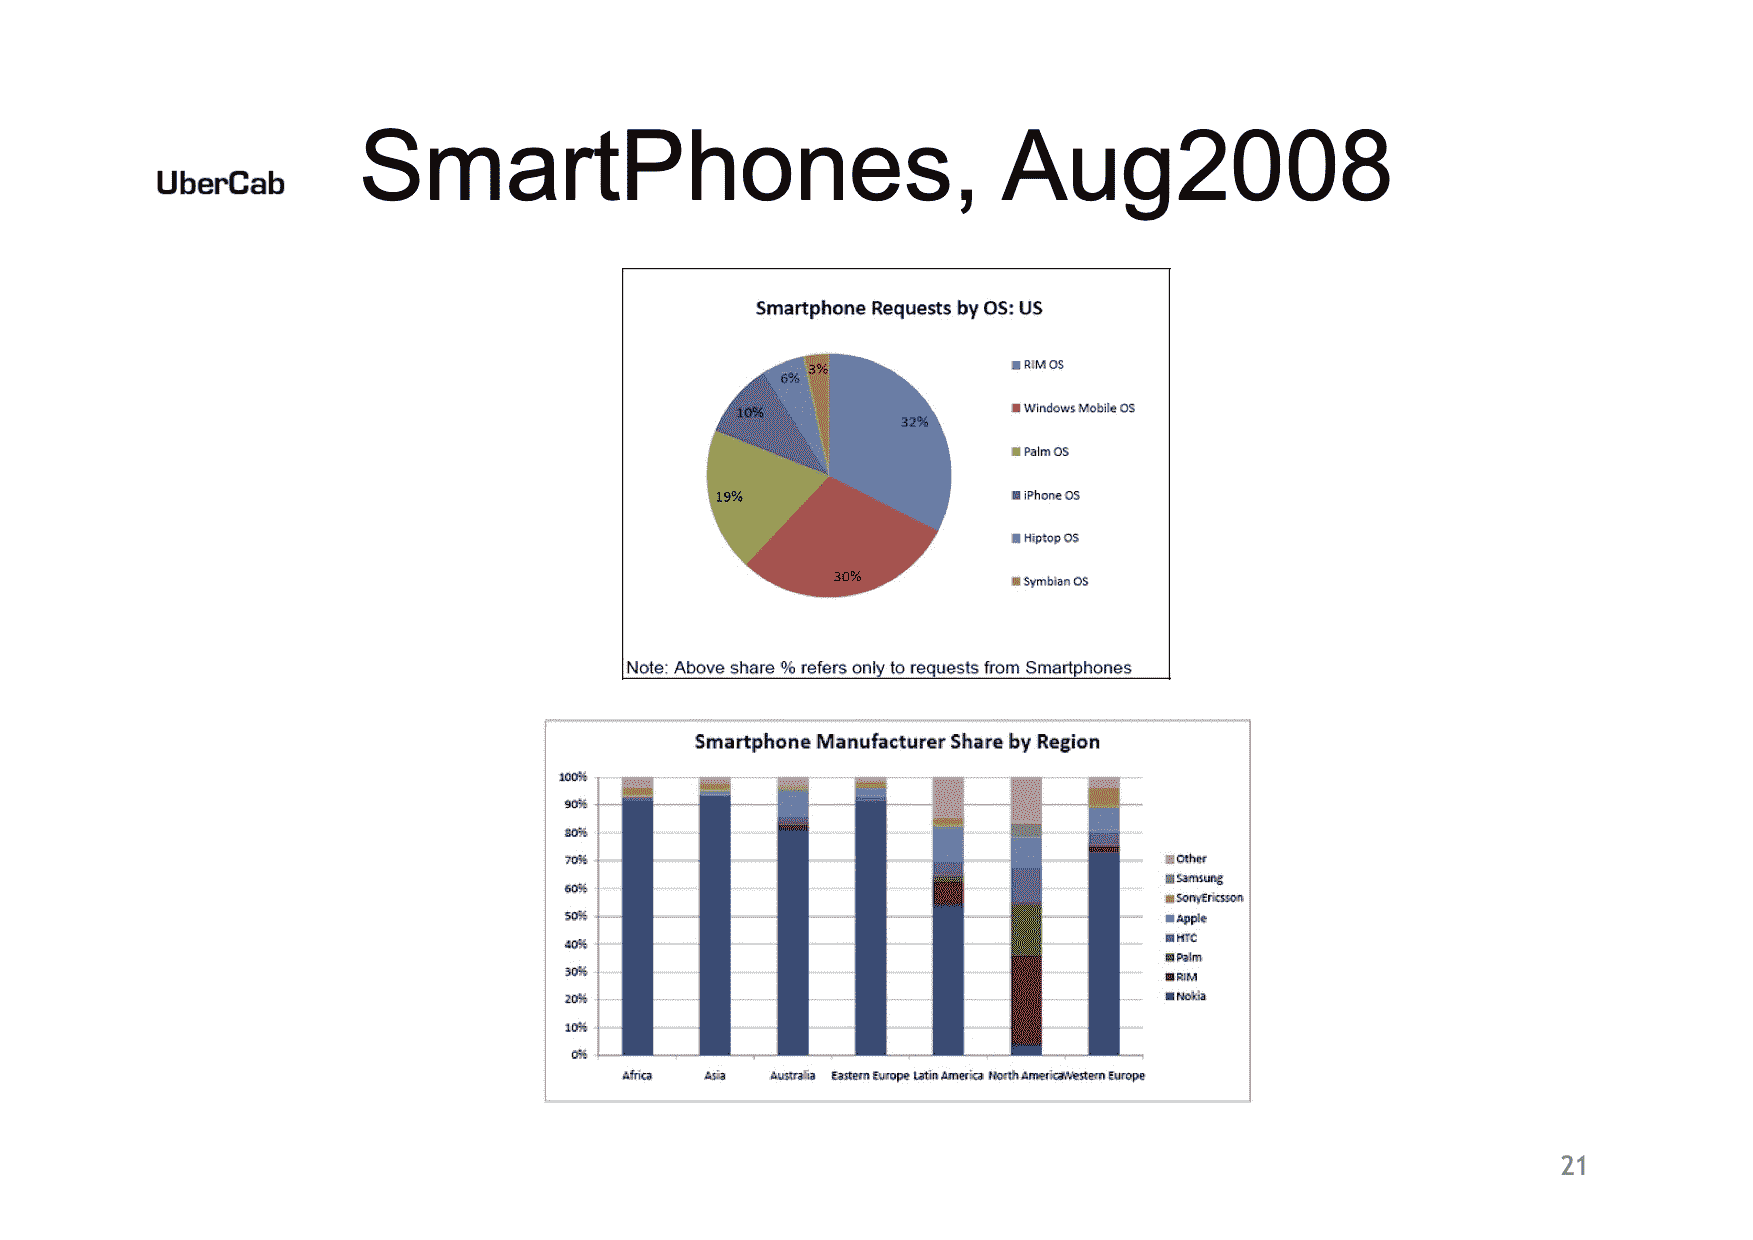 UberCab
SmartPhones, Aug2008
Smartphone Requests by OS: US
3%
6%
10%
32%
19%
30%
RIM OS
Windows Mobile OS
Palm OS
iPhone OS
Hiptop OS
Symbian OS
Note: Above share % refers only to requests from Smartphones
Smartphone Manufacturer Share by Region
100%
90%
80%
70%
60%
50%
40%
30%
20%
10%
0%
Other
Samsung
SonyEricsson
Apple
HTC
Palm
RIM
Nokia
Africa Asia Australia Eastern Europe Latin America North America Western Europe
21